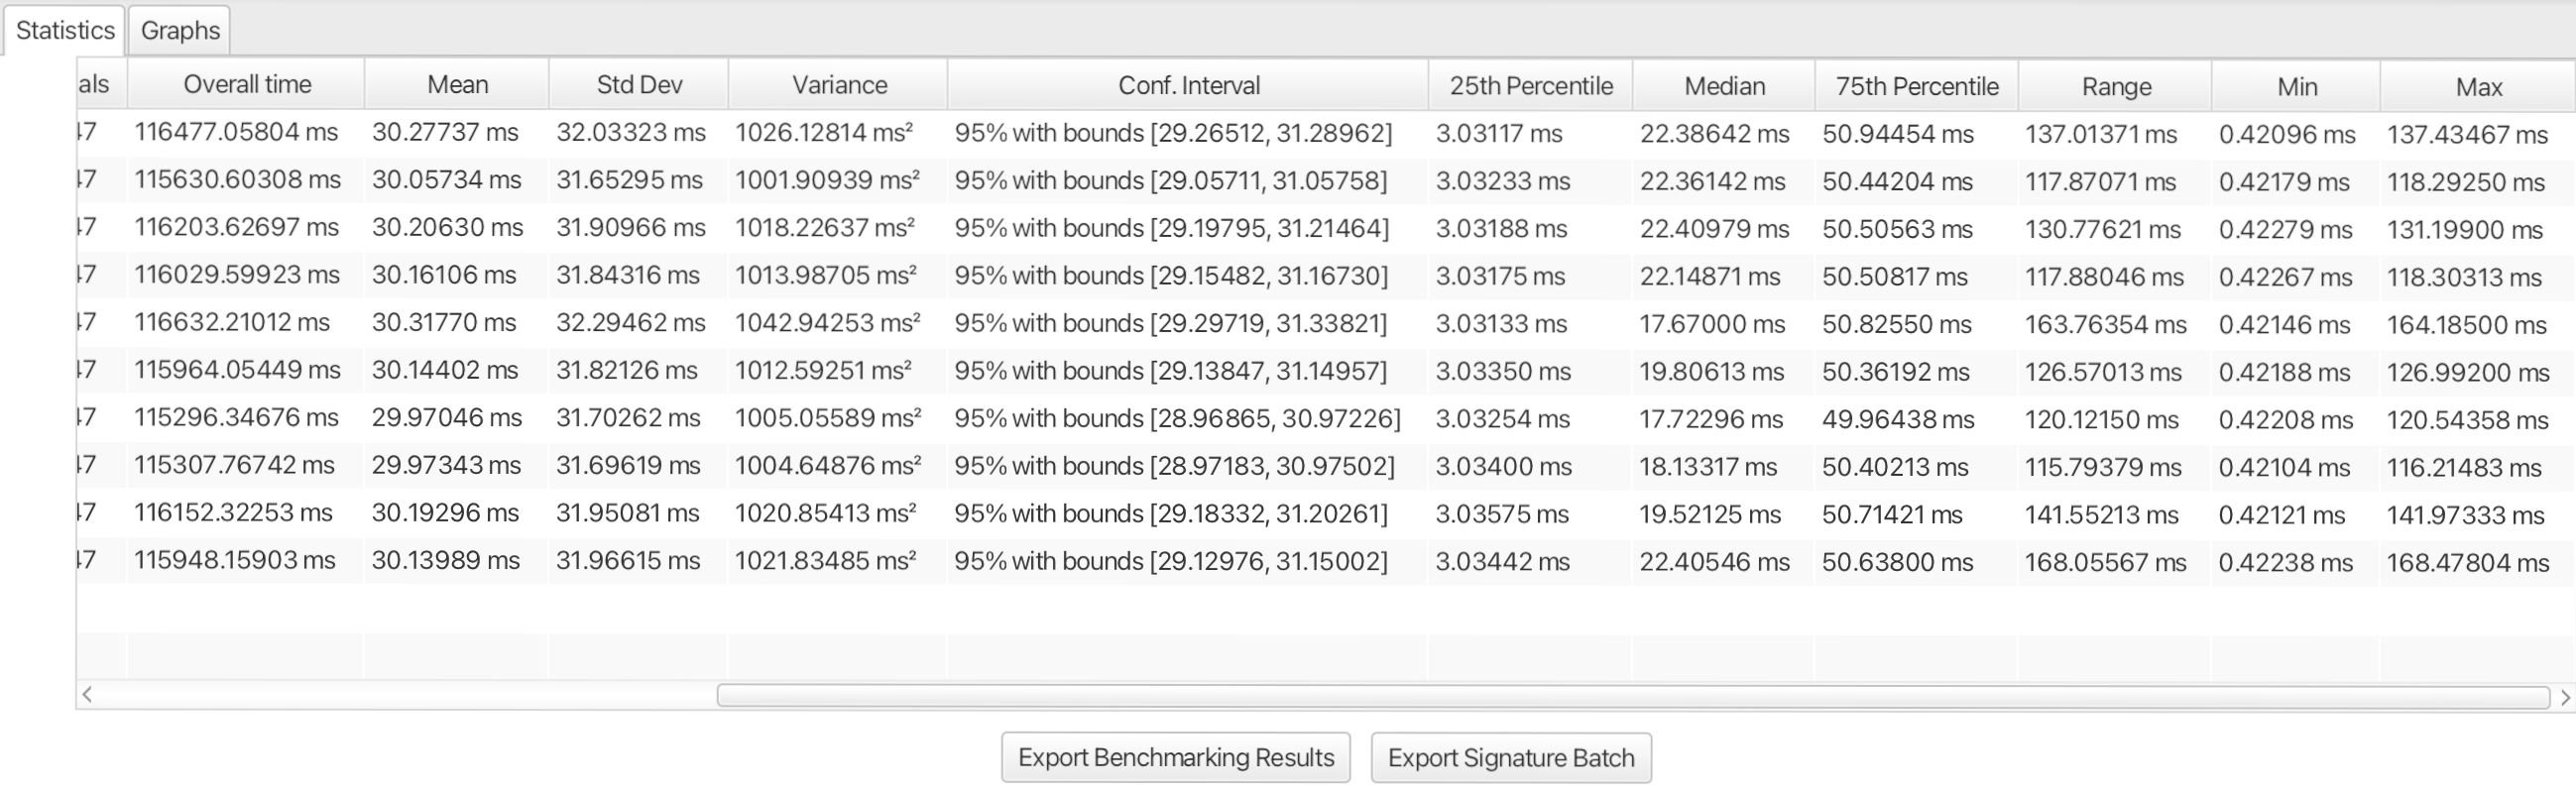 Statistics Graphs
als Overall time Mean Std Dev Variance Conf. Interval 25th Percentile Median 75th Percentile Range Min Max
47 116477.05804 ms 30.27737 ms 32.03323 ms 1026.12814 ms² 95% with bounds [29.26512, 31.28962] 3.03117 ms 22.38642 ms 50.94454 ms 137.01371 ms 0.42096 ms 137.43467 ms
47 115630.60308 ms 30.05734 ms 31.65295 ms 1001.90939 ms² 95% with bounds [29.05711, 31.05758] 3.03233 ms 22.36142 ms 50.44204 ms 117.87071 ms 0.42179 ms 118.29250 ms
47 116203.62697 ms 30.20630 ms 31.90966 ms 1018.22637 ms² 95% with bounds [29.19795, 31.21464] 3.03188 ms 22.40979 ms 50.50563 ms 130.77621 ms 0.42279 ms 131.19900 ms
47 116029.59923 ms 30.16106 ms 31.84316 ms 1013.98705 ms² 95% with bounds [29.15482, 31.16730] 3.03175 ms 22.14871 ms 50.50817 ms 117.88046 ms 0.42267 ms 118.30313 ms
47 116632.21012 ms 30.31770 ms 32.29462 ms 1042.94253 ms² 95% with bounds [29.29719, 31.33821] 3.03133 ms 17.67000 ms 50.82550 ms 163.76354 ms 0.42146 ms 164.18500 ms
47 115964.05449 ms 30.14402 ms 31.82126 ms 1012.59251 ms² 95% with bounds [29.13847, 31.14957] 3.03350 ms 19.80613 ms 50.36192 ms 126.57013 ms 0.42188 ms 126.99200 ms
47 115296.34676 ms 29.97046 ms 31.70262 ms 1005.05589 ms² 95% with bounds [28.96865, 30.97226] 3.03254 ms 17.72296 ms 49.96438 ms 120.12150 ms 0.42208 ms 120.54358 ms
47 115307.76742 ms 29.97343 ms 31.69619 ms 1004.64876 ms² 95% with bounds [28.97183, 30.97502] 3.03400 ms 18.13317 ms 50.40213 ms 115.79379 ms 0.42104 ms 116.21483 ms
47 116152.32253 ms 30.19296 ms 31.95081 ms 1020.85413 ms² 95% with bounds [29.18332, 31.20261] 3.03575 ms 19.52125 ms 50.71421 ms 141.55213 ms 0.42121 ms 141.97333 ms
47 115948.15903 ms 30.13989 ms 31.96615 ms 1021.83485 ms² 95% with bounds [29.12976, 31.15002] 3.03442 ms 22.40546 ms 50.63800 ms 168.05567 ms 0.42238 ms 168.47804 ms
Export Benchmarking Results Export Signature Batch